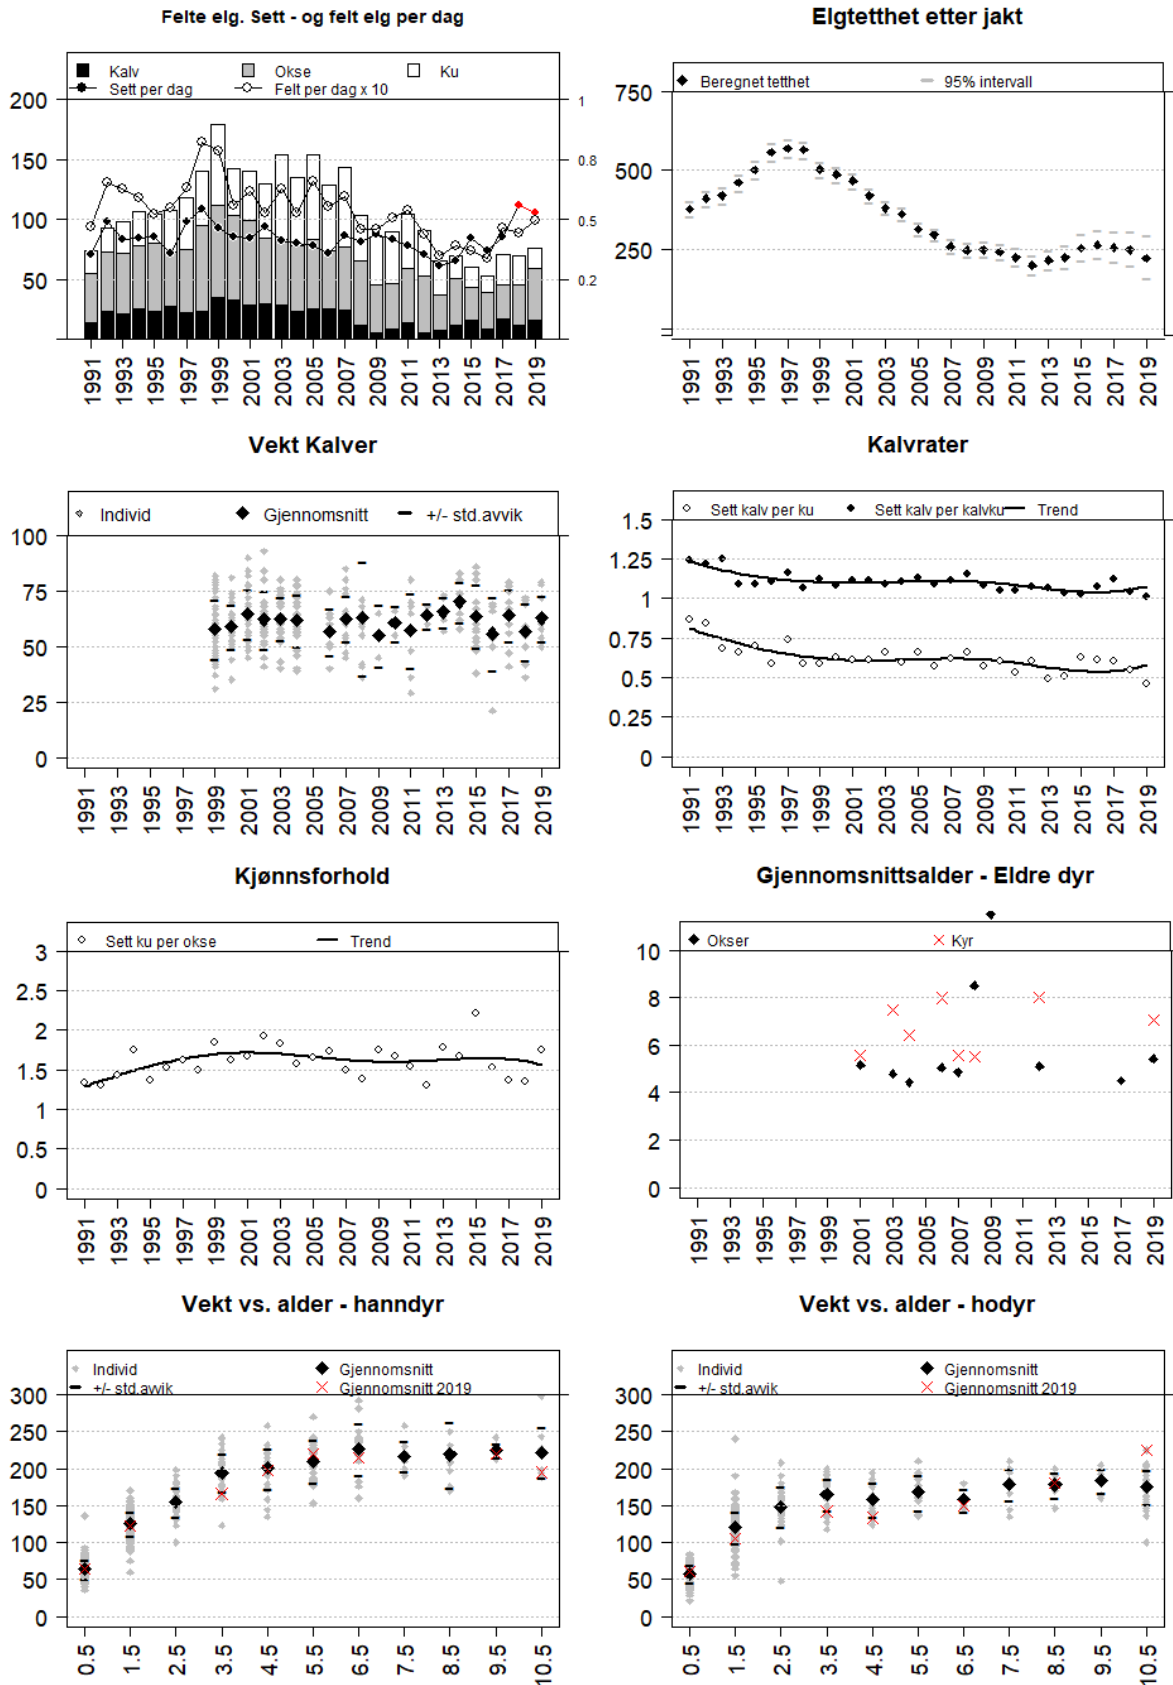 Felte elg. Sett - og felt elg per dag
Kalv Okse Ku
Sett per dag Felt per dag x 10
200 1
150 0.8
100 0.5
50 0.2
1991 1993 1995 1997 1999 2001 2003 2005 2007 2009 2011 2013 2015 2017 2019
Elgtetthet etter jakt
Beregnet tetthet 95% intervall
750
500
250
1991 1993 1995 1997 1999 2001 2003 2005 2007 2009 2011 2013 2015 2017 2019
Vekt Kalver
Individ Gjennomsnitt +/- std.avvik
100
75
50
25
0
1991 1993 1995 1997 1999 2001 2003 2005 2007 2009 2011 2013 2015 2017 2019
Kalvrater
Sett kalv per ku Sett kalv per kalvku Trend
1.5
1.25
1
0.75
0.5
0.25
0
1991 1993 1995 1997 1999 2001 2003 2005 2007 2009 2011 2013 2015 2017 2019
Kjønnsforhold
Sett ku per okse Trend
3
2.5
2
1.5
1
0.5
0
1991 1993 1995 1997 1999 2001 2003 2005 2007 2009 2011 2013 2015 2017 2019
Gjennomsnittsalder - Eldre dyr
Okser Kyr
10
8
6
4
2
0
1991 1993 1995 1997 1999 2001 2003 2005 2007 2009 2011 2013 2015 2017 2019
Vekt vs. alder - hanndyr
Individ Gjennomsnitt
+/- std.avvik Gjennomsnitt 2019
300
250
200
150
100
50
0
0.5 1.5 2.5 3.5 4.5 5.5 6.5 7.5 8.5 9.5 10.5
Vekt vs. alder - hodyr
Individ Gjennomsnitt
+/- std.avvik Gjennomsnitt 2019
300
250
200
150
100
50
0
0.5 1.5 2.5 3.5 4.5 5.5 6.5 7.5 8.5 9.5 10.5